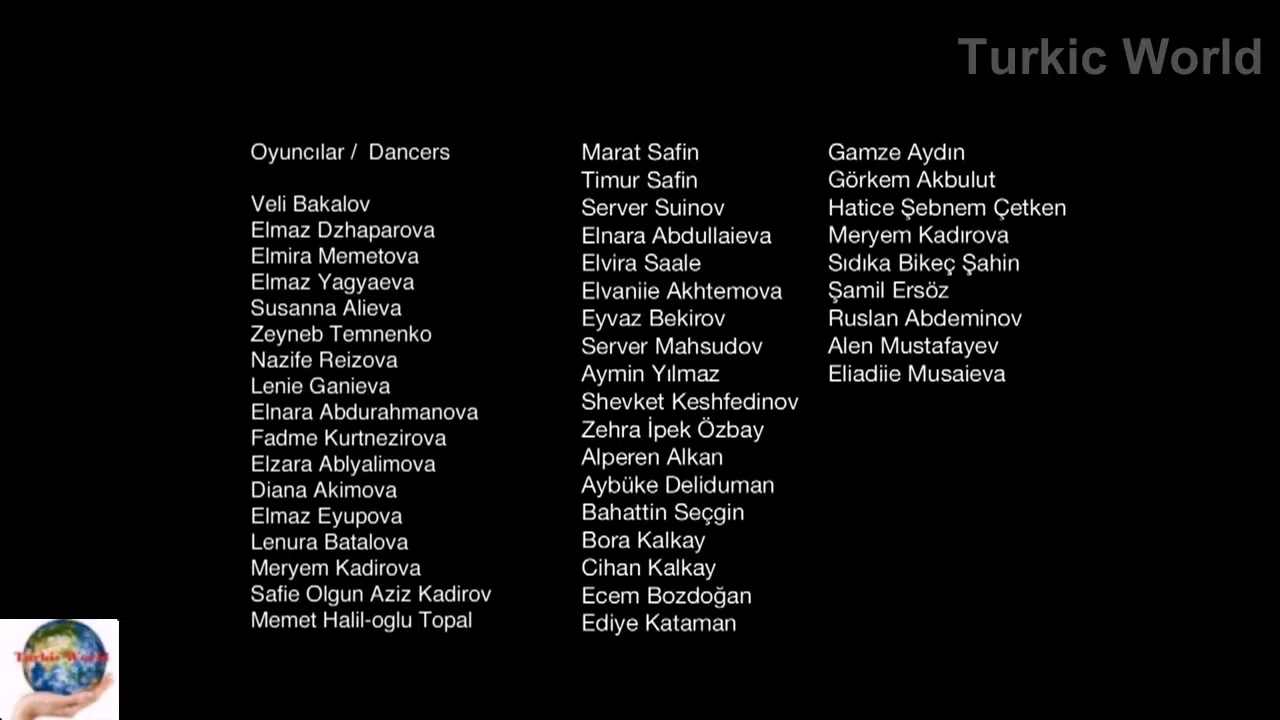 Turkic World
Oyuncılar / Dancers
Veli Bakalov
Elmaz Dzhaparova
Elmira Memetova
Elmaz Yagyaeva
Susanna Alieva
Zeyneb Temnenko
Nazife Reizova
Lenie Ganieva
Elnara Abdurahmanova
Fadme Kurtnezirova
Elzara Ablyalimova
Diana Akimova
Elmaz Eyupova
Lenura Batalova
Meryem Kadirova
Safie Olgun Aziz Kadirov
Memet Halil-oglu Topal
Marat Safin
Timur Safin
Server Suinov
Elnara Abdullaieva
Elvira Saale
Elvaniie Akhtemova
Eyvaz Bekirov
Server Mahsudov
Aymin Yılmaz
Shevket Keshfedinov
Zehra İpek Özbay
Alperen Alkan
Aybüke Deliduman
Bahattin Seçgin
Bora Kalkay
Cihan Kalkay
Ecem Bozdoğan
Ediye Kataman
Gamze Aydın
Görkem Akbulut
Hatice Şebnem Çetken
Meryem Kadırova
Sıdıka Bikeç Şahin
Şamil Ersöz
Ruslan Abdeminov
Alen Mustafayev
Eliadiie Musaieva
Turkic World